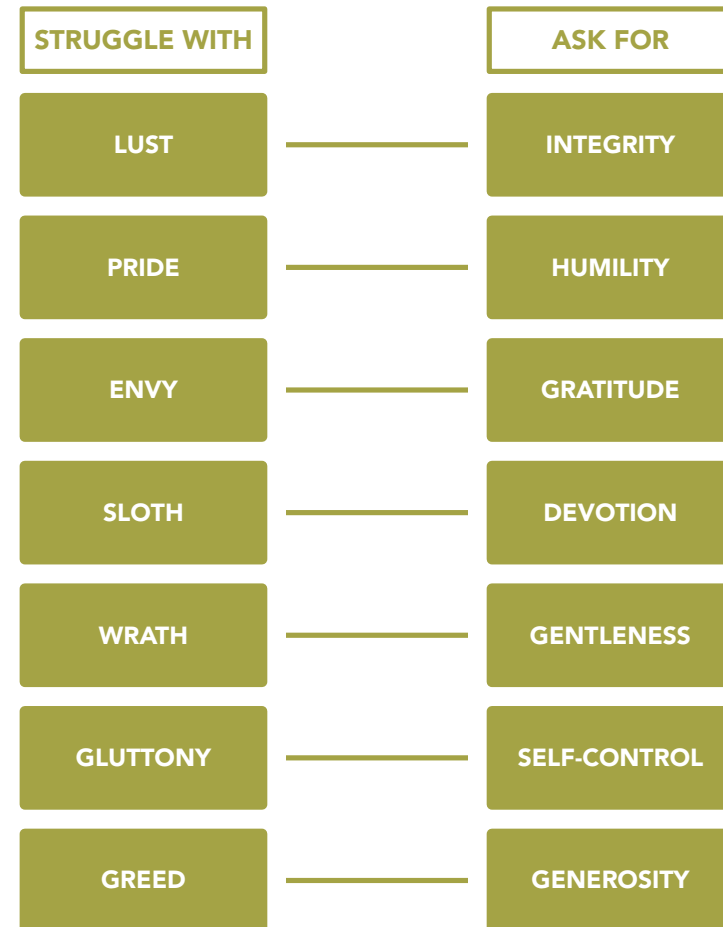 STRUGGLE WITH
ASK FOR
LUST
INTEGRITY
PRIDE
HUMILITY
ENVY
GRATITUDE
SLOTH
DEVOTION
WRATH
GENTLENESS
GLUTTONY
SELF-CONTROL
GREED
GENEROSITY